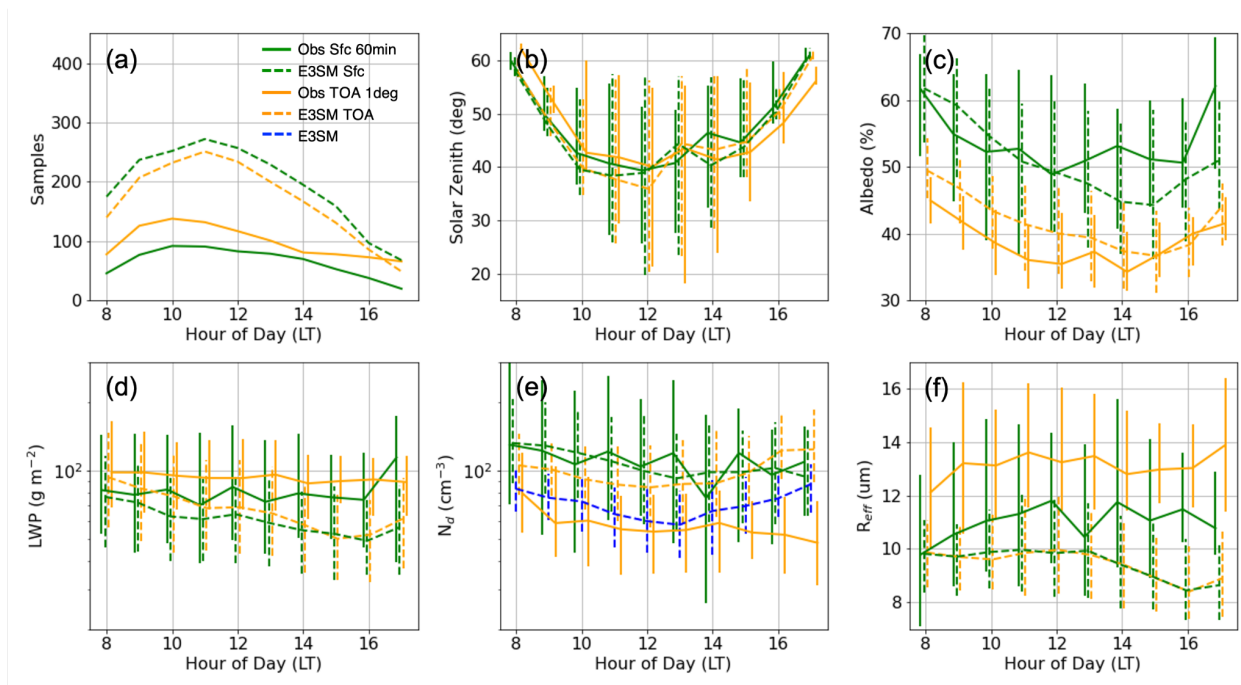 (a)
Obs Sfc 60min
E3SM Sfc
Obs TOA 1deg
E3SM TOA
E3SM
Samples
400
300
200
100
0
8 10 12 14 16
Hour of Day (LT)
(b)
Solar Zenith (deg)
60
50
40
30
20
8 10 12 14 16
Hour of Day (LT)
(c)
Albedo (%)
70
60
50
40
30
8 10 12 14 16
Hour of Day (LT)
(d)
LWP (g m⁻²)
10²
8 10 12 14 16
Hour of Day (LT)
(e)
N_d (cm⁻³)
10²
8 10 12 14 16
Hour of Day (LT)
(f)
R_eff (um)
16
14
12
10
8
8 10 12 14 16
Hour of Day (LT)